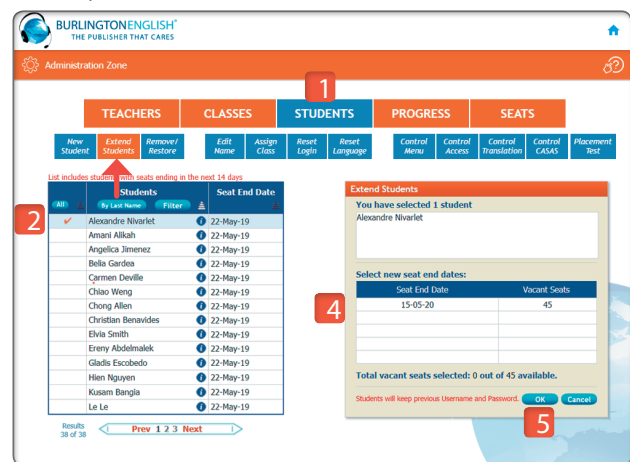 BURLINGTONENGLISH®
THE PUBLISHER THAT CARES
Administration Zone
1
TEACHERS CLASSES STUDENTS PROGRESS SEATS
New Student Extend Students Remove/ Restore Edit Name Assign Class Reset Login Reset Language Control Menu Control Access Control Translation Control CASAS Placement Test
List includes students with seats ending in the next 14 days
Students Seat End Date
All By Last Name Filter
2
Alexandre Nivarlet 22-May-19
Amani Alikah 22-May-19
Angelica Jimenez 22-May-19
Belia Gardea 22-May-19
Carmen Deville 22-May-19
Chiao Weng 22-May-19
Chong Allen 22-May-19
Christian Benavides 22-May-19
Elvia Smith 22-May-19
Ereny Abdelmalek 22-May-19
Gladis Escobedo 22-May-19
Hien Nguyen 22-May-19
Kusam Bangia 22-May-19
Le Le 22-May-19
Results
38 of 38
Prev 1 2 3 Next
Extend Students
You have selected 1 student
Alexandre Nivarlet
Select new seat end dates:
Seat End Date Vacant Seats
4
15-05-20 45
Total vacant seats selected: 0 out of 45 available.
Students will keep previous Username and Password. OK Cancel
5